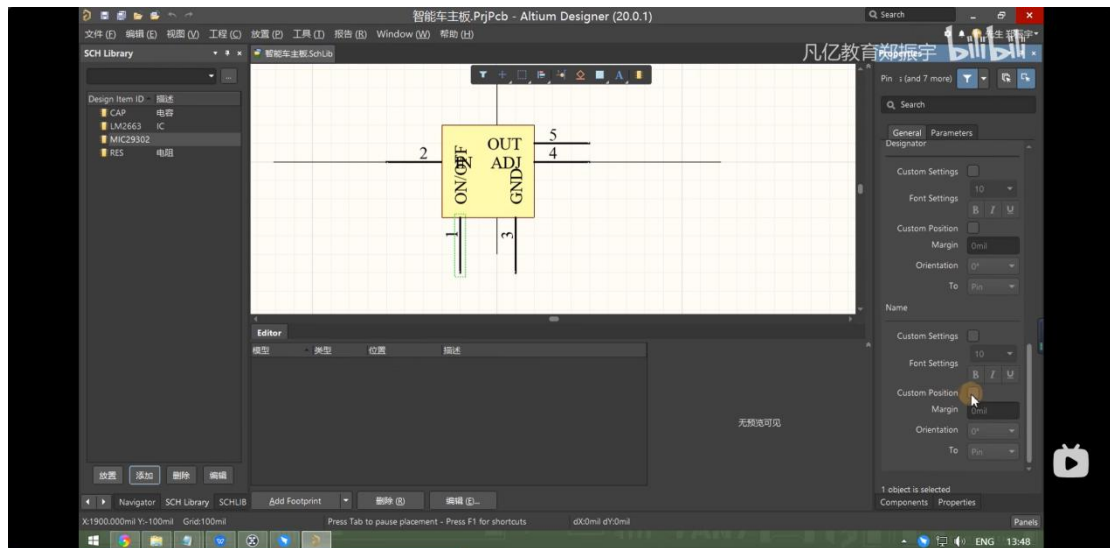 智能车主板.PrjPcb - Altium Designer (20.0.1)
Search
文件 (F) 编辑 (E) 视图 (V) 工程 (C) 放置 (P) 工具 (T) 报告 (R) Window (W) 帮助 (H)
SCH Library
智能车主板.SchLib
凡亿教育郑振宇
bilibili
Properties
Pin
(and 7 more)
...
Search
Design Item ID
描述
CAP 电容
LM2663 IC
MIC29302
RES 电阻
General Parameters
Designator
OUT 5
2 IN ADJ 4
ON/OFF
GND
1
3
Custom Settings
10
Font Settings
B I U
Custom Position
Margin 0mil
Orientation 0°
To Pin
Name
Custom Settings
10
Font Settings
B I U
Custom Position
Margin 0mil
Orientation 0°
To Pin
Editor
模型 类型 位置 描述
无预览可见
放置 添加 删除 编辑
1 object is selected
Navigator SCH Library SCHLIB
Add Footprint 删除 (R) 编辑 (E)...
Components Properties
X:1900.000mil Y:-100mil Grid:100mil
Press Tab to pause placement - Press F1 for shortcuts
dX:0mil dY:0mil
Panels
ENG 13:48